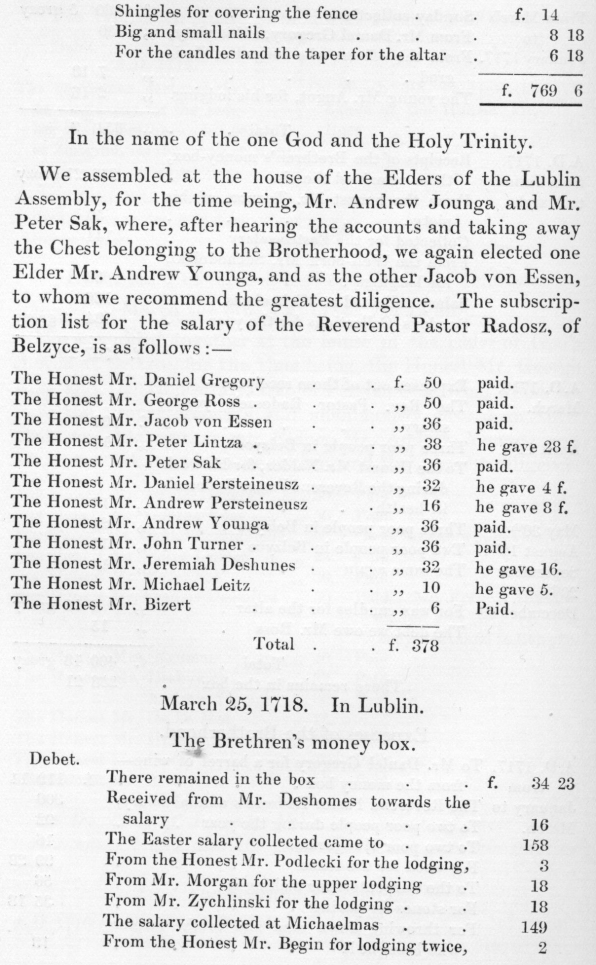 Shingles for covering the fence f. 14
Big and small nails . 8 18
For the candles and the taper for the altar . 6 18
f. 769 6
In the name of the one God and the Holy Trinity.
We assembled at the house of the Elders of the Lublin
Assembly, for the time being, Mr. Andrew Jounga and Mr.
Peter Sak, where, after hearing the accounts and taking away
the Chest belonging to the Brotherhood, we again elected one
Elder Mr. Andrew Younga, and as the other Jacob von Essen,
to whom we recommend the greatest diligence. The subscrip-
tion list for the salary of the Reverend Pastor Radosz, of
Belzyce, is as follows :—
The Honest Mr. Daniel Gregory f. 50 paid.
The Honest Mr. George Ross . . ,, 50 paid.
The Honest Mr. Jacob von Essen . . ,, 36 paid.
The Honest Mr. Peter Lintza . . ,, 38 he gave 28 f.
The Honest Mr. Peter Sak . . ,, 36 paid.
The Honest Mr. Daniel Persteineusz ,, 32 he gave 4 f.
The Honest Mr. Andrew Persteineusz ,, 16 he gave 8 f.
The Honest Mr. Andrew Younga . ,, 36 paid.
The Honest Mr. John Turner . . ,, 36 paid.
The Honest Mr. Jeremiah Deshunes . ,, 32 he gave 16.
The Honest Mr. Michael Leitz . ,, 10 he gave 5.
The Honest Mr. Bizert ,, 6 Paid.
Total . . f. 378
March 25, 1718. In Lublin.
The Brethren's money box.
Debet.
There remained in the box . . f. 34 23
Received from Mr. Deshomes towards the
salary . . . . . 16
The Easter salary collected came to . 158
From the Honest Mr. Podlecki for the lodging, 3
From Mr. Morgan for the upper lodging . 18
From Mr. Zychlinski for the lodging . . 18
The salary collected at Michaelmas . . 149
From the Honest Mr. Begin for lodging twice, 2